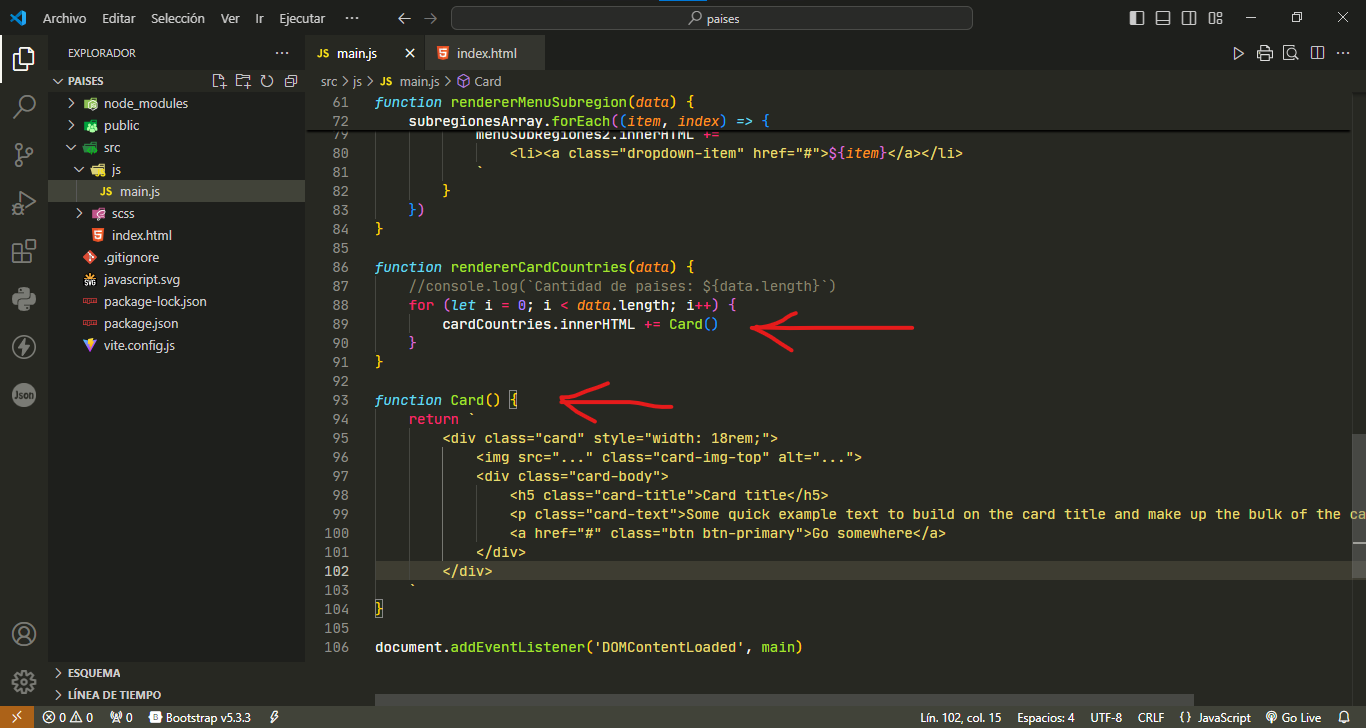 Archivo Editar Selección Ver Ir Ejecutar ··· paises
EXPLORADOR ···
JS main.js index.html
PAISES
src > js > JS main.js > Card
node_modules
public
src
js
JS main.js
scss
index.html
.gitignore
javascript.svg
package-lock.json
package.json
vite.config.js
Json
61 function rendererMenuSubregion(data) {
72 subregionesArray.forEach((item, index) => {
79 menuSubRegiones2.innerHTML += `
80 <li><a class="dropdown-item" href="#">${item}</a></li>
81 `
82 }
83 })
84 }
85
86 function rendererCardCountries(data) {
87 //console.log(`Cantidad de paises: ${data.length}`)
88 for (let i = 0; i < data.length; i++) {
89 cardCountries.innerHTML += Card()
90 }
91 }
92
93 function Card() {
94 return `
95 <div class="card" style="width: 18rem;">
96 <img src="..." class="card-img-top" alt="...">
97 <div class="card-body">
98 <h5 class="card-title">Card title</h5>
99 <p class="card-text">Some quick example text to build on the card title and make up the bulk of the ca
100 <a href="#" class="btn btn-primary">Go somewhere</a>
101 </div>
102 </div>
103 `
104 }
105
106 document.addEventListener('DOMContentLoaded', main)
ESQUEMA
LÍNEA DE TIEMPO
0 0 0 Bootstrap v5.3.3 Lín. 102, col. 15 Espacios: 4 UTF-8 CRLF {} JavaScript Go Live